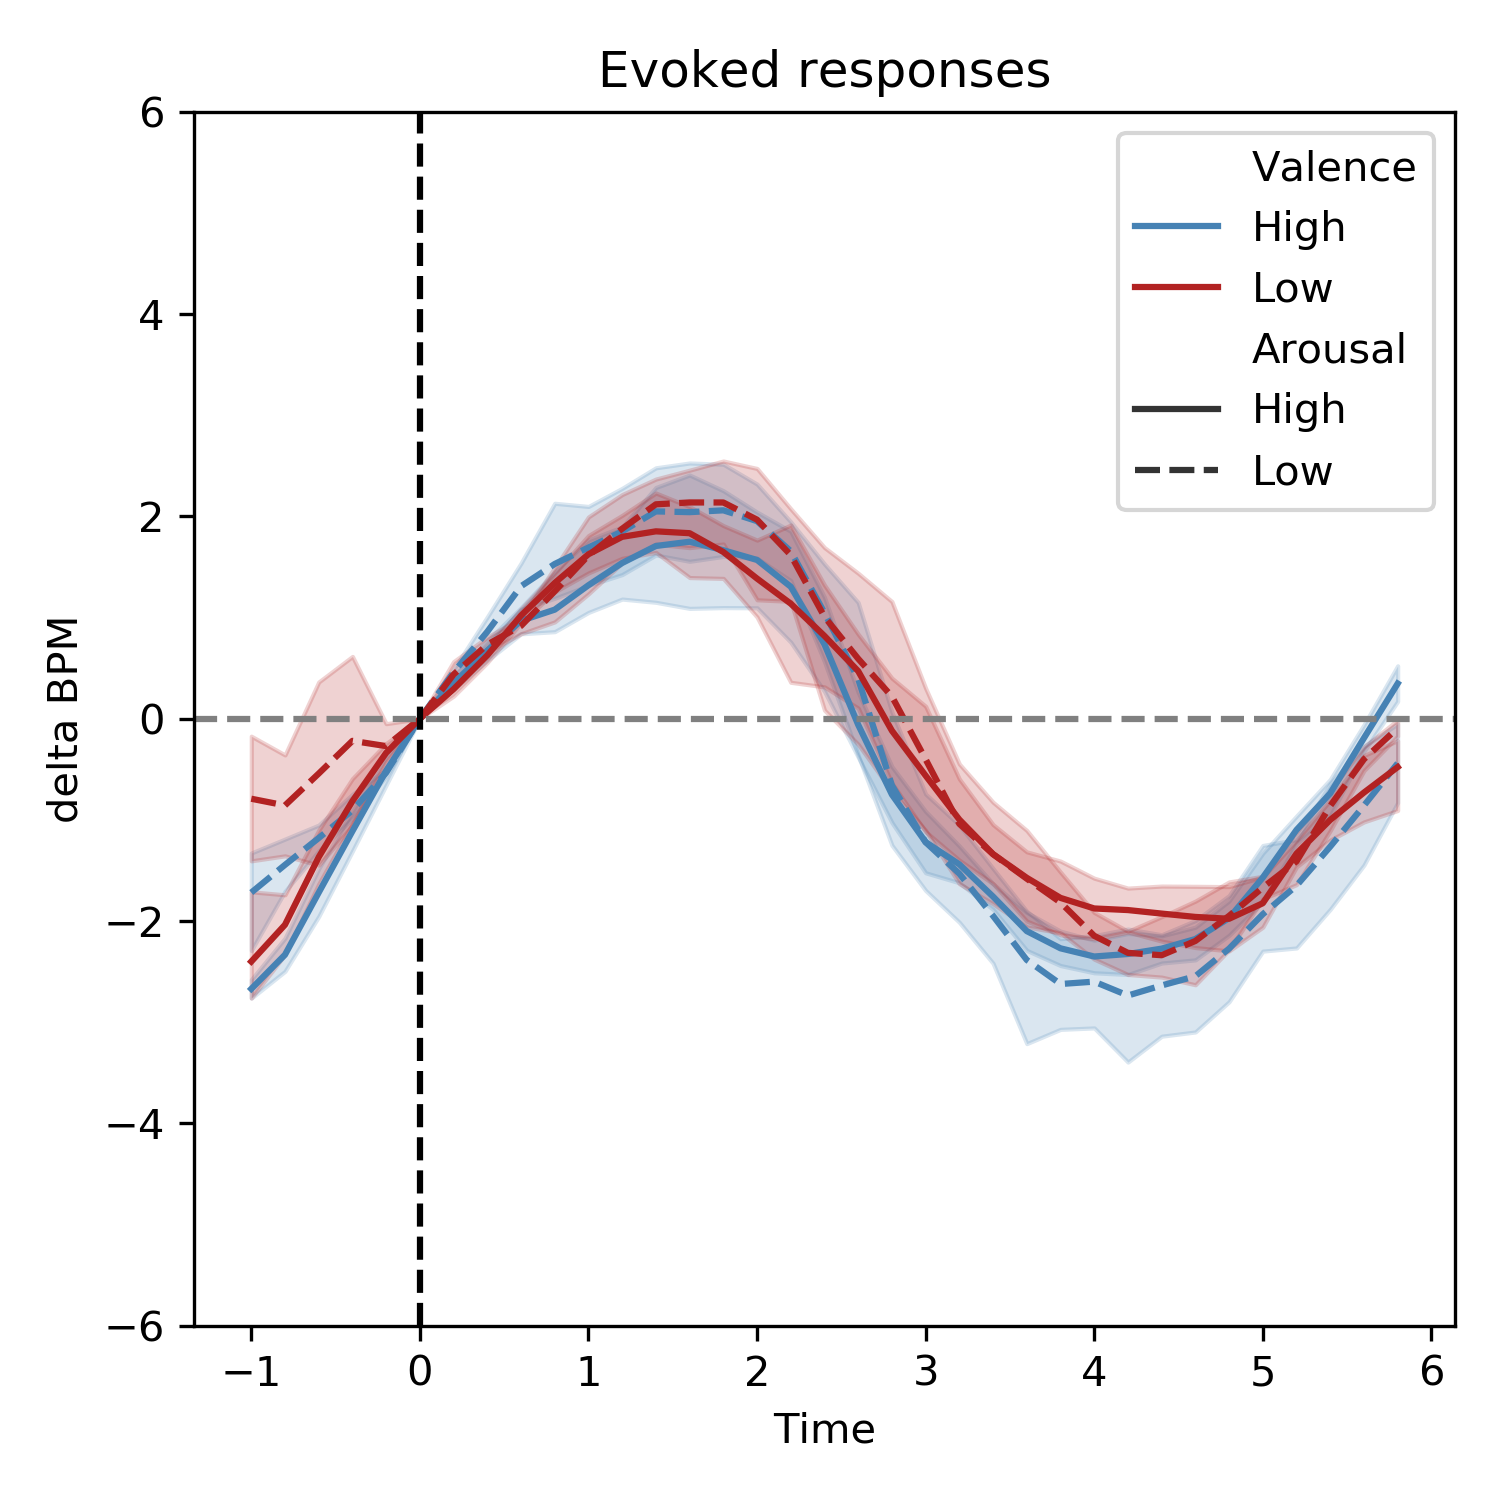 Evoked responses
6
4
2
0
−2
−4
−6
delta BPM
Valence
High
Low
Arousal
High
Low
−1 0 1 2 3 4 5 6
Time